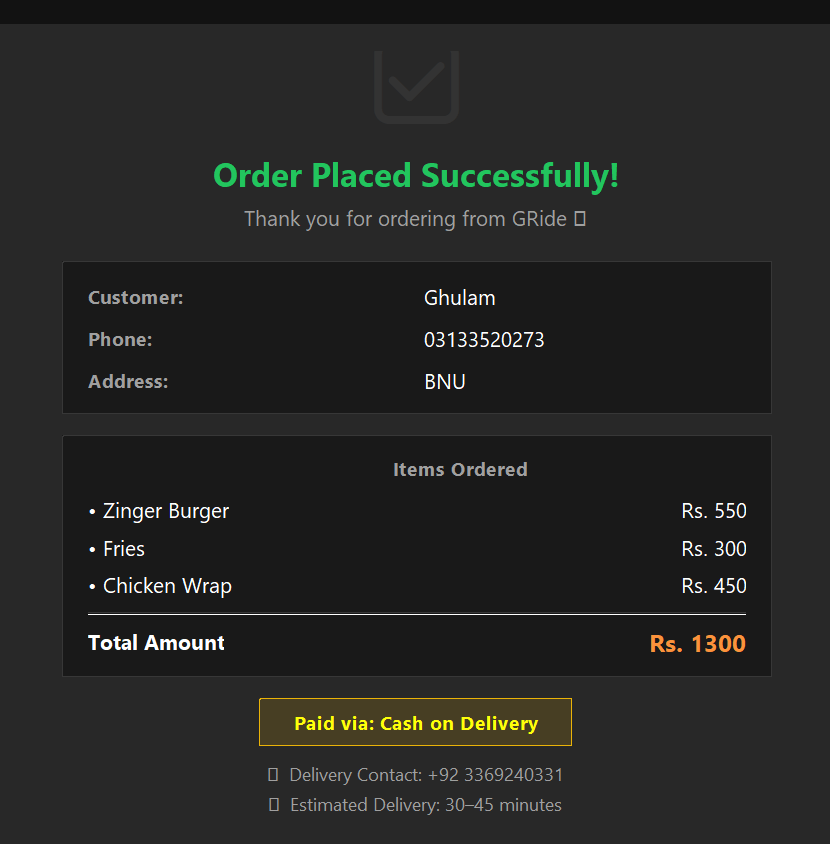 Order Placed Successfully!
Thank you for ordering from GRide
Customer: Ghulam
Phone: 03133520273
Address: BNU
Items Ordered
• Zinger Burger Rs. 550
• Fries Rs. 300
• Chicken Wrap Rs. 450
Total Amount Rs. 1300
Paid via: Cash on Delivery
Delivery Contact: +92 3369240331
Estimated Delivery: 30–45 minutes